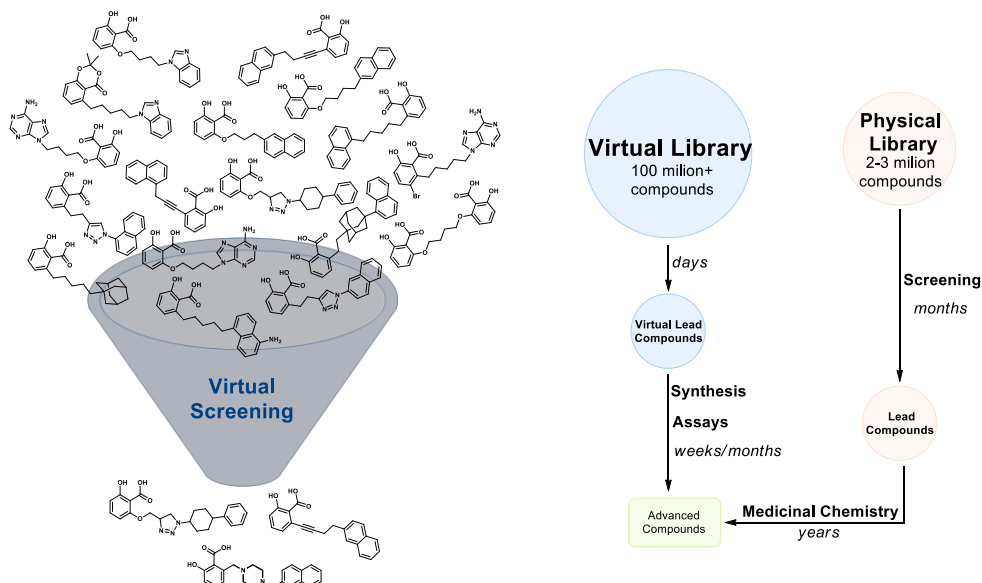 Virtual
Screening
Virtual Library
100 milion+
compounds
days
Virtual Lead
Compounds
Synthesis
Assays
weeks/months
Advanced
Compounds
Physical
Library
2-3 milion
compounds
Screening
months
Lead
Compounds
Medicinal Chemistry
years